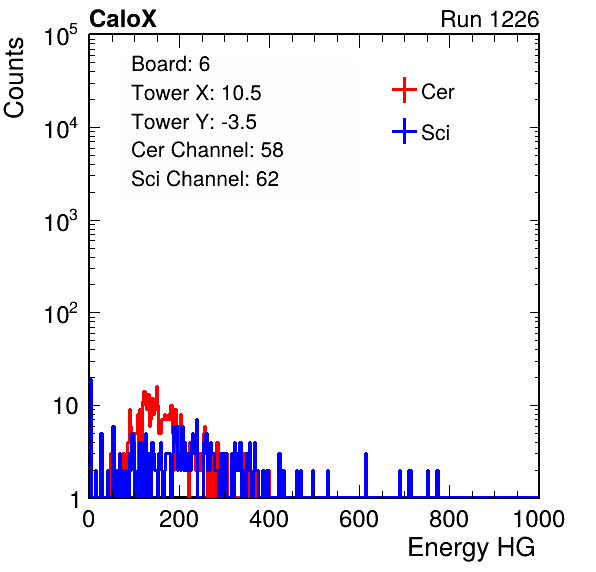 CaloX Run 1226
Counts
10^5
10^4
10^3
10^2
10
1
Board: 6
Tower X: 10.5
Tower Y: -3.5
Cer Channel: 58
Sci Channel: 62
Cer
Sci
0 200 400 600 800 1000
Energy HG